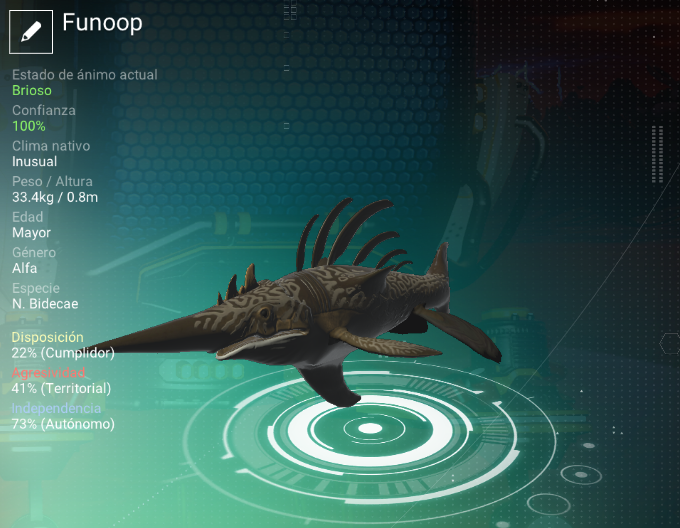 Funoop
Estado de ánimo actual
Brioso
Confianza
100%
Clima nativo
Inusual
Peso / Altura
33.4kg / 0.8m
Edad
Mayor
Género
Alfa
Especie
N. Bidecae
Disposición
22% (Cumplidor)
Agresividad
41% (Territorial)
Independencia
73% (Autónomo)